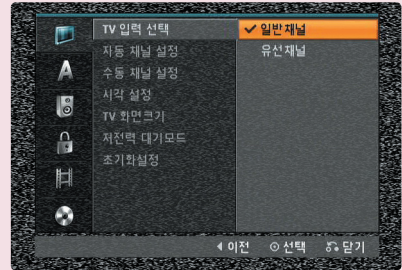 TV 입력 선택
✓ 일반채널
유선채널
자동 채널 설정
수동 채널 설정
시각 설정
TV 화면크기
저전력 대기모드
초기화설정
A
◀ 이전 ⊙ 선택 닫기